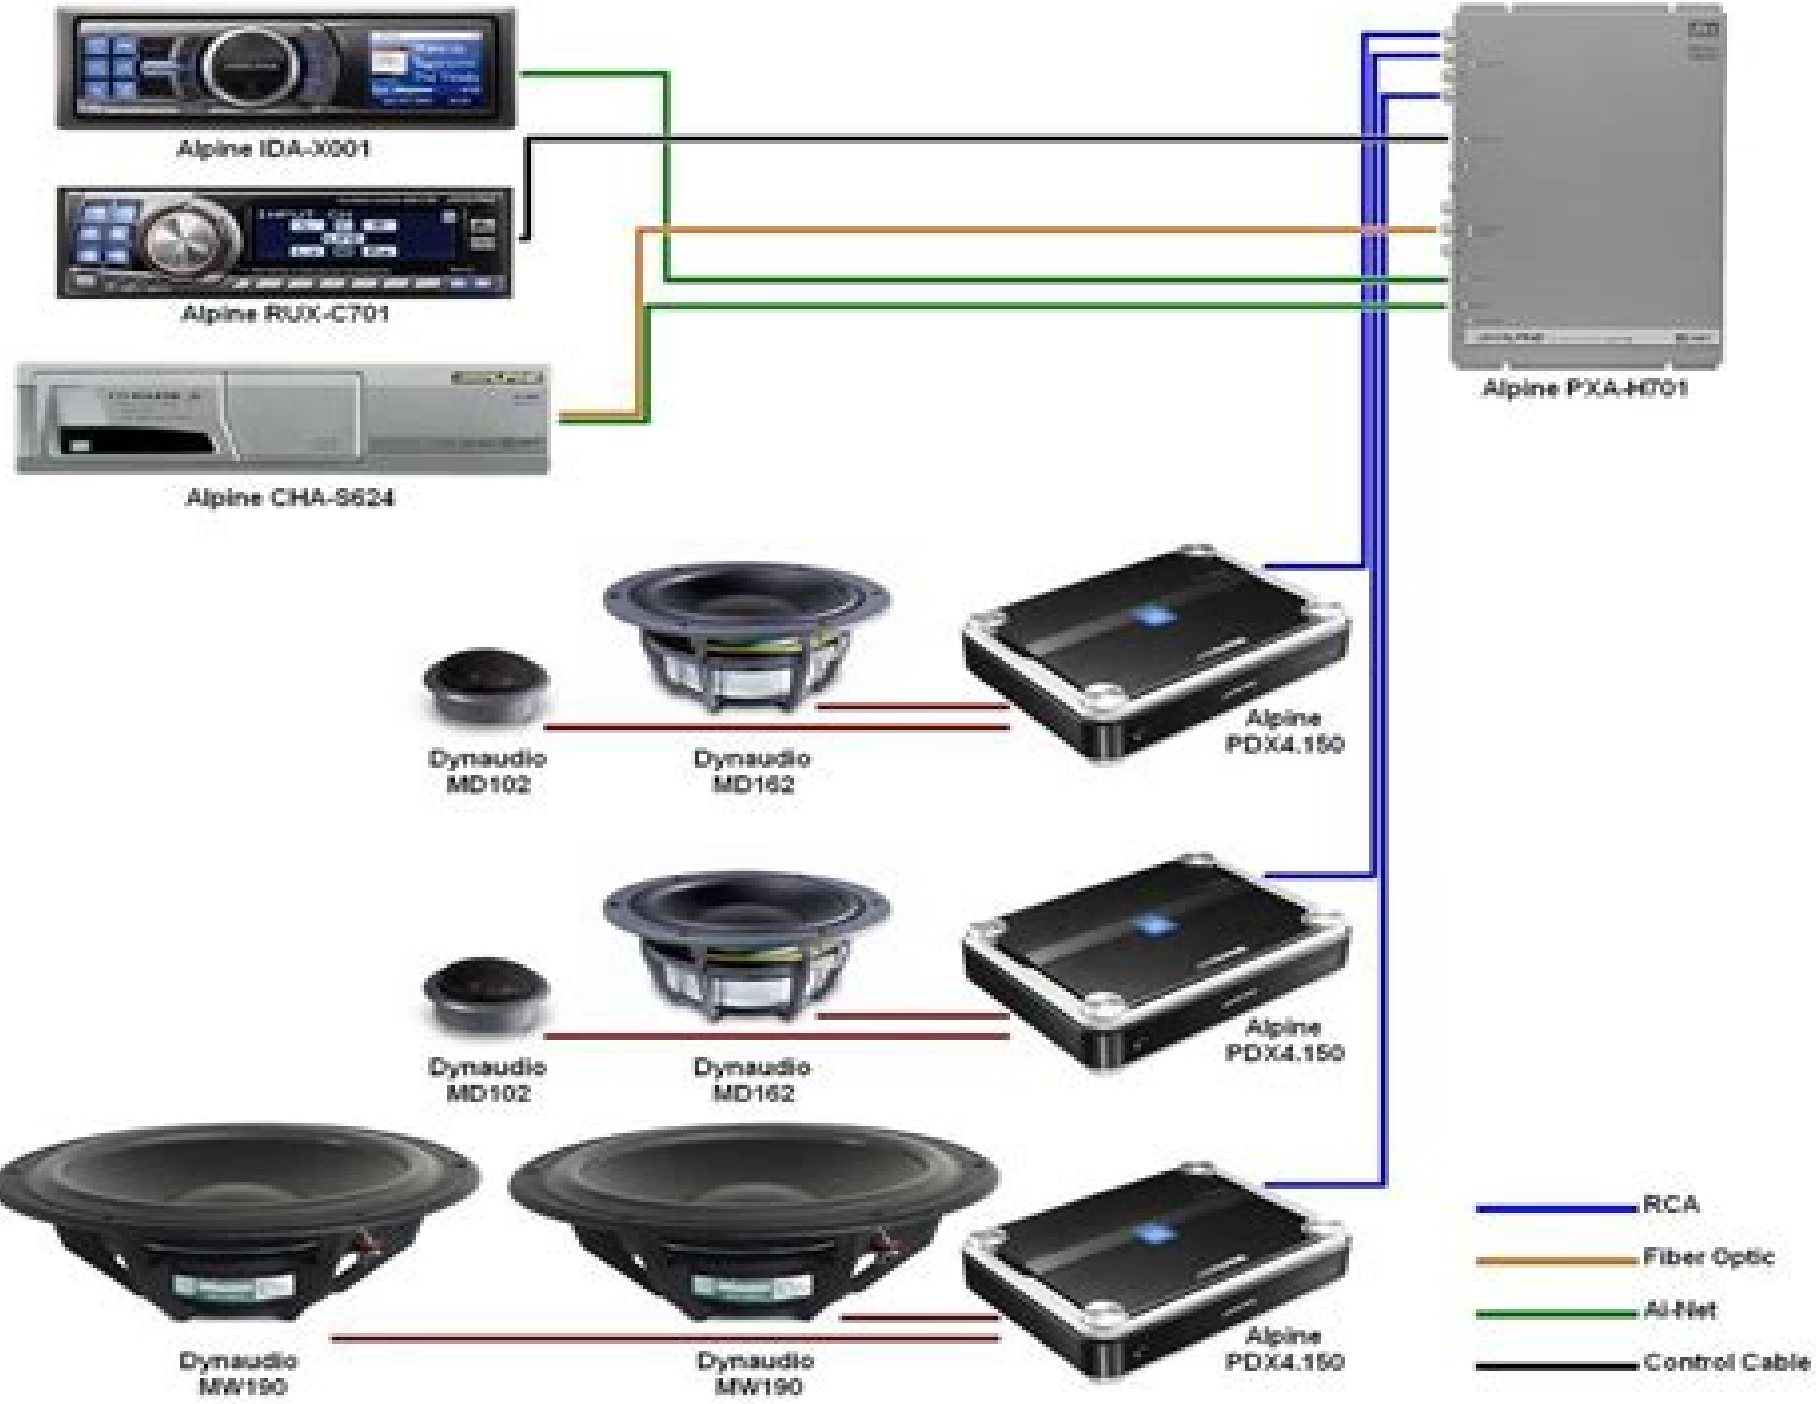 Alpine IDA-X001
Alpine RUX-C701
Alpine CHA-S624
Alpine PXA-H701
Alpine
PDX4.150
Dynaudio
MD102
Dynaudio
MD162
Alpine
PDX4.150
Dynaudio
MD102
Dynaudio
MD162
Alpine
PDX4.150
Dynaudio
MW190
Dynaudio
MW190
RCA
Fiber Optic
Ai-Net
Control Cable